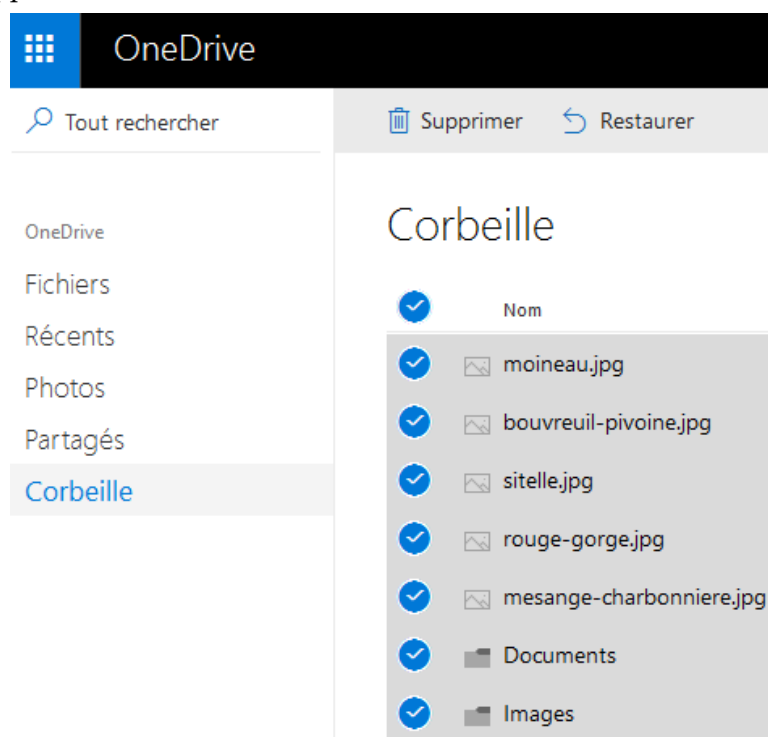 OneDrive
Tout rechercher
Supprimer Restaurer
OneDrive
Fichiers
Récents
Photos
Partagés
Corbeille
Corbeille
Nom
moineau.jpg
bouvreuil-pivoine.jpg
sitelle.jpg
rouge-gorge.jpg
mesange-charbonniere.jpg
Documents
Images